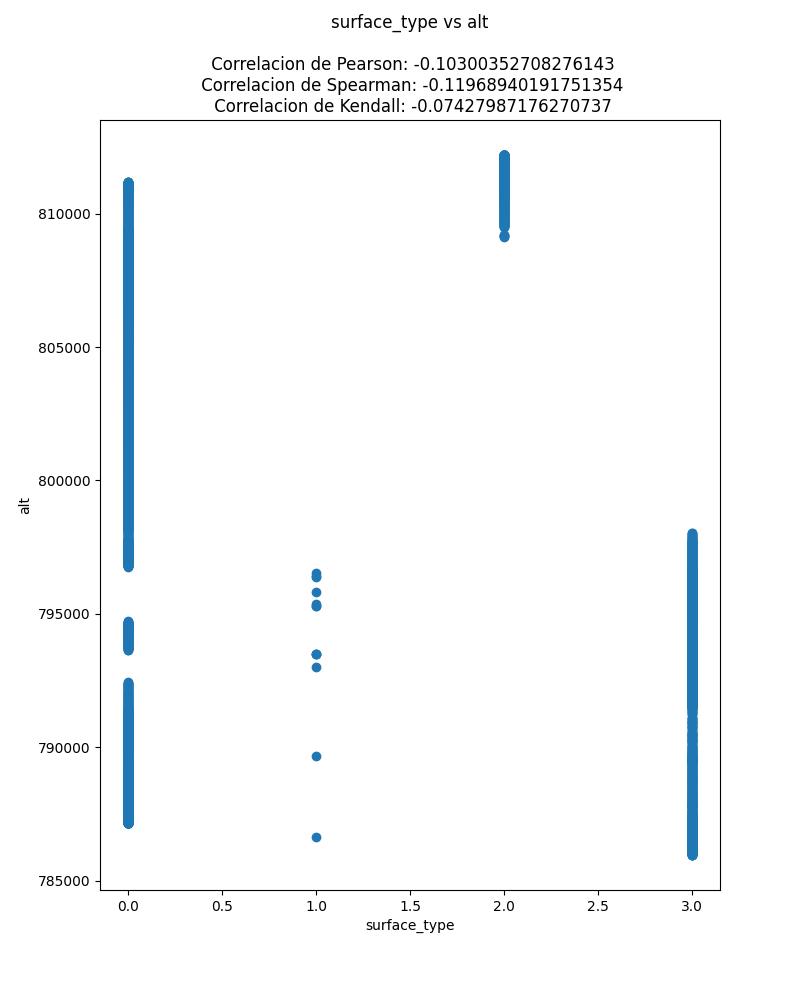 surface_type vs alt
Correlacion de Pearson: -0.10300352708276143
Correlacion de Spearman: -0.11968940191751354
Correlacion de Kendall: -0.07427987176270737
810000
805000
800000
795000
790000
785000
alt
0.0 0.5 1.0 1.5 2.0 2.5 3.0
surface_type